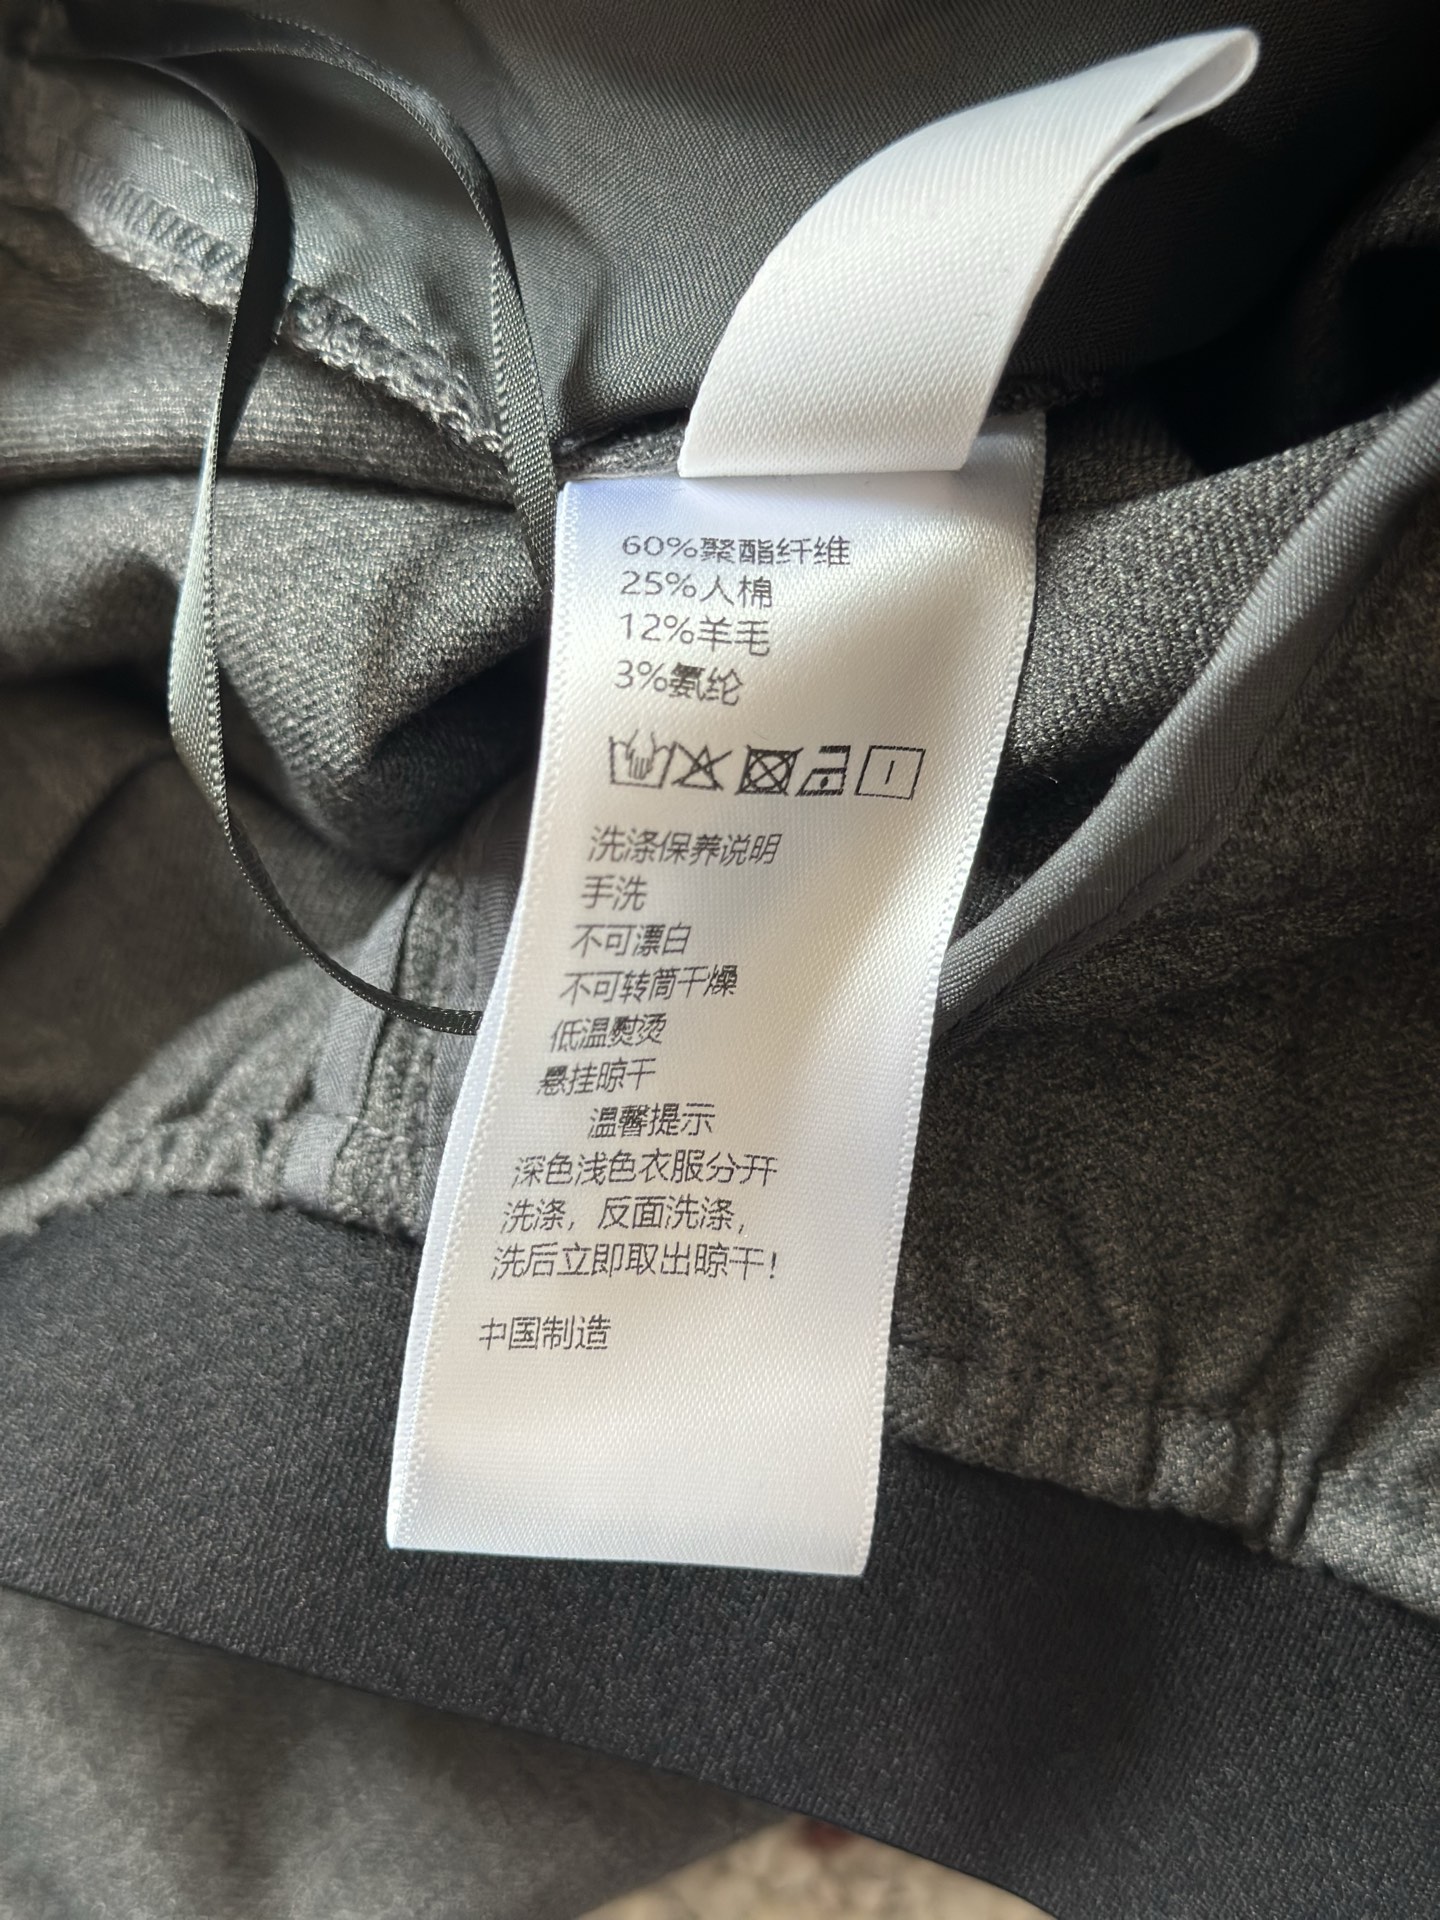 60%聚酯纤维
25%人棉
12%羊毛
3%氨纶
洗涤保养说明
手洗
不可漂白
不可转筒干燥
低温熨烫
悬挂晾干
温馨提示
深色浅色衣服分开
洗涤，反面洗涤，
洗后立即取出晾干！
中国制造